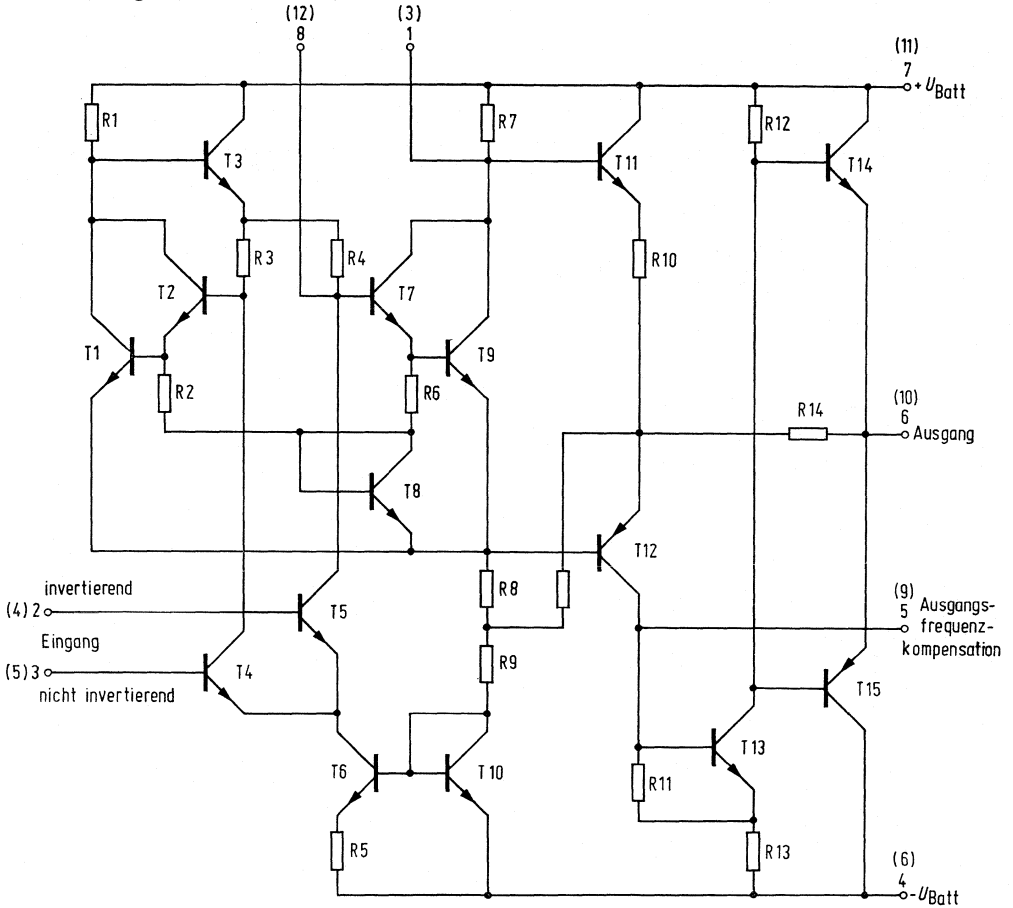 (12)
8
(3)
1
(11)
7
+UBatt
R1
R7
R12
T3
T11
T14
R3
R4
R10
T2
T7
T1
T9
R2
R6
R14
(10)
6
Ausgang
T8
T12
invertierend
(4) 2
R8
T5
(9)
5
Ausgangs-
frequenz-
kompensation
Eingang
(5) 3
nicht invertierend
T4
R9
T15
T6
T10
T13
R11
R5
R13
(6)
4
-UBatt